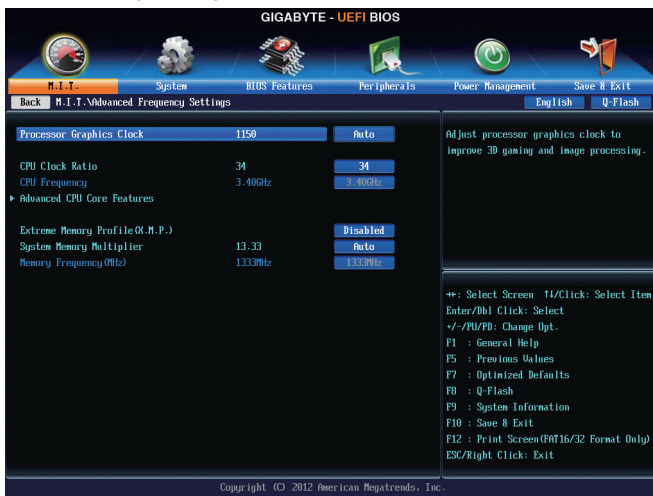 GIGABYTE - UEFI BIOS
M.I.T. System BIOS Features Peripherals Power Management Save & Exit
Back M.I.T.\Advanced Frequency Settings English Q-Flash
Processor Graphics Clock 1150 Auto
CPU Clock Ratio 34 34
CPU Frequency 3.40GHz 3.40GHz
Advanced CPU Core Features
Extreme Memory Profile(X.M.P.) Disabled
System Memory Multiplier 13.33 Auto
Memory Frequency(MHz) 1333MHz 1333MHz
Adjust processor graphics clock to
improve 3D gaming and image processing.
→←: Select Screen ↑↓/Click: Select Item
Enter/Dbl Click: Select
+/-/PU/PD: Change Opt.
F1 : General Help
F5 : Previous Values
F7 : Optimized Defaults
F8 : Q-Flash
F9 : System Information
F10 : Save & Exit
F12 : Print Screen(FAT16/32 Format Only)
ESC/Right Click: Exit
Copyright (C) 2012 American Megatrends, Inc.